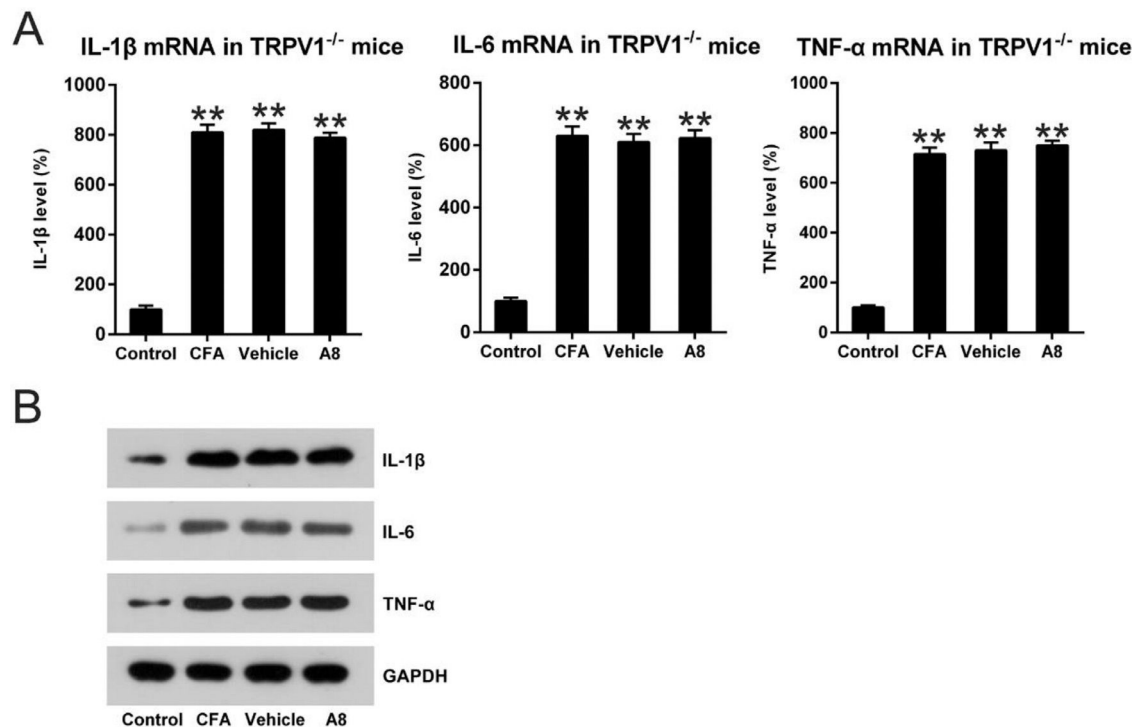 A
IL-1β mRNA in TRPV1-/- mice
IL-1β level (%)
1000
800
600
400
200
0
**
**
**
Control CFA Vehicle A8
IL-6 mRNA in TRPV1-/- mice
IL-6 level (%)
800
600
400
200
0
**
**
**
Control CFA Vehicle A8
TNF-α mRNA in TRPV1-/- mice
TNF-α level (%)
1000
800
600
400
200
0
**
**
**
Control CFA Vehicle A8
B
IL-1β
IL-6
TNF-α
GAPDH
Control CFA Vehicle A8